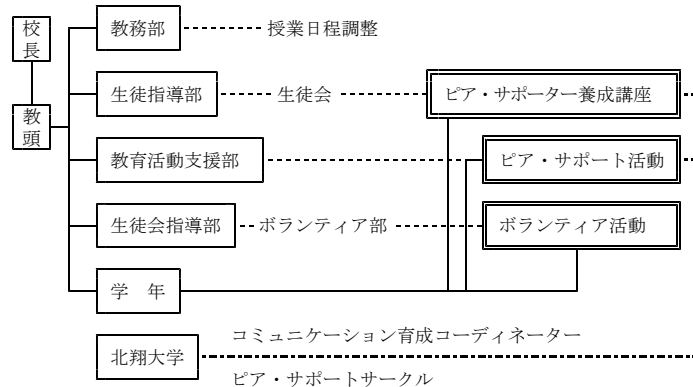 校長
教頭
教務部
授業日程調整
生徒指導部
生徒会
ピア・サポーター養成講座
教育活動支援部
ピア・サポート活動
生徒会指導部
ボランティア部
ボランティア活動
学　年
北翔大学
コミュニケーション育成コーディネーター
ピア・サポートサークル